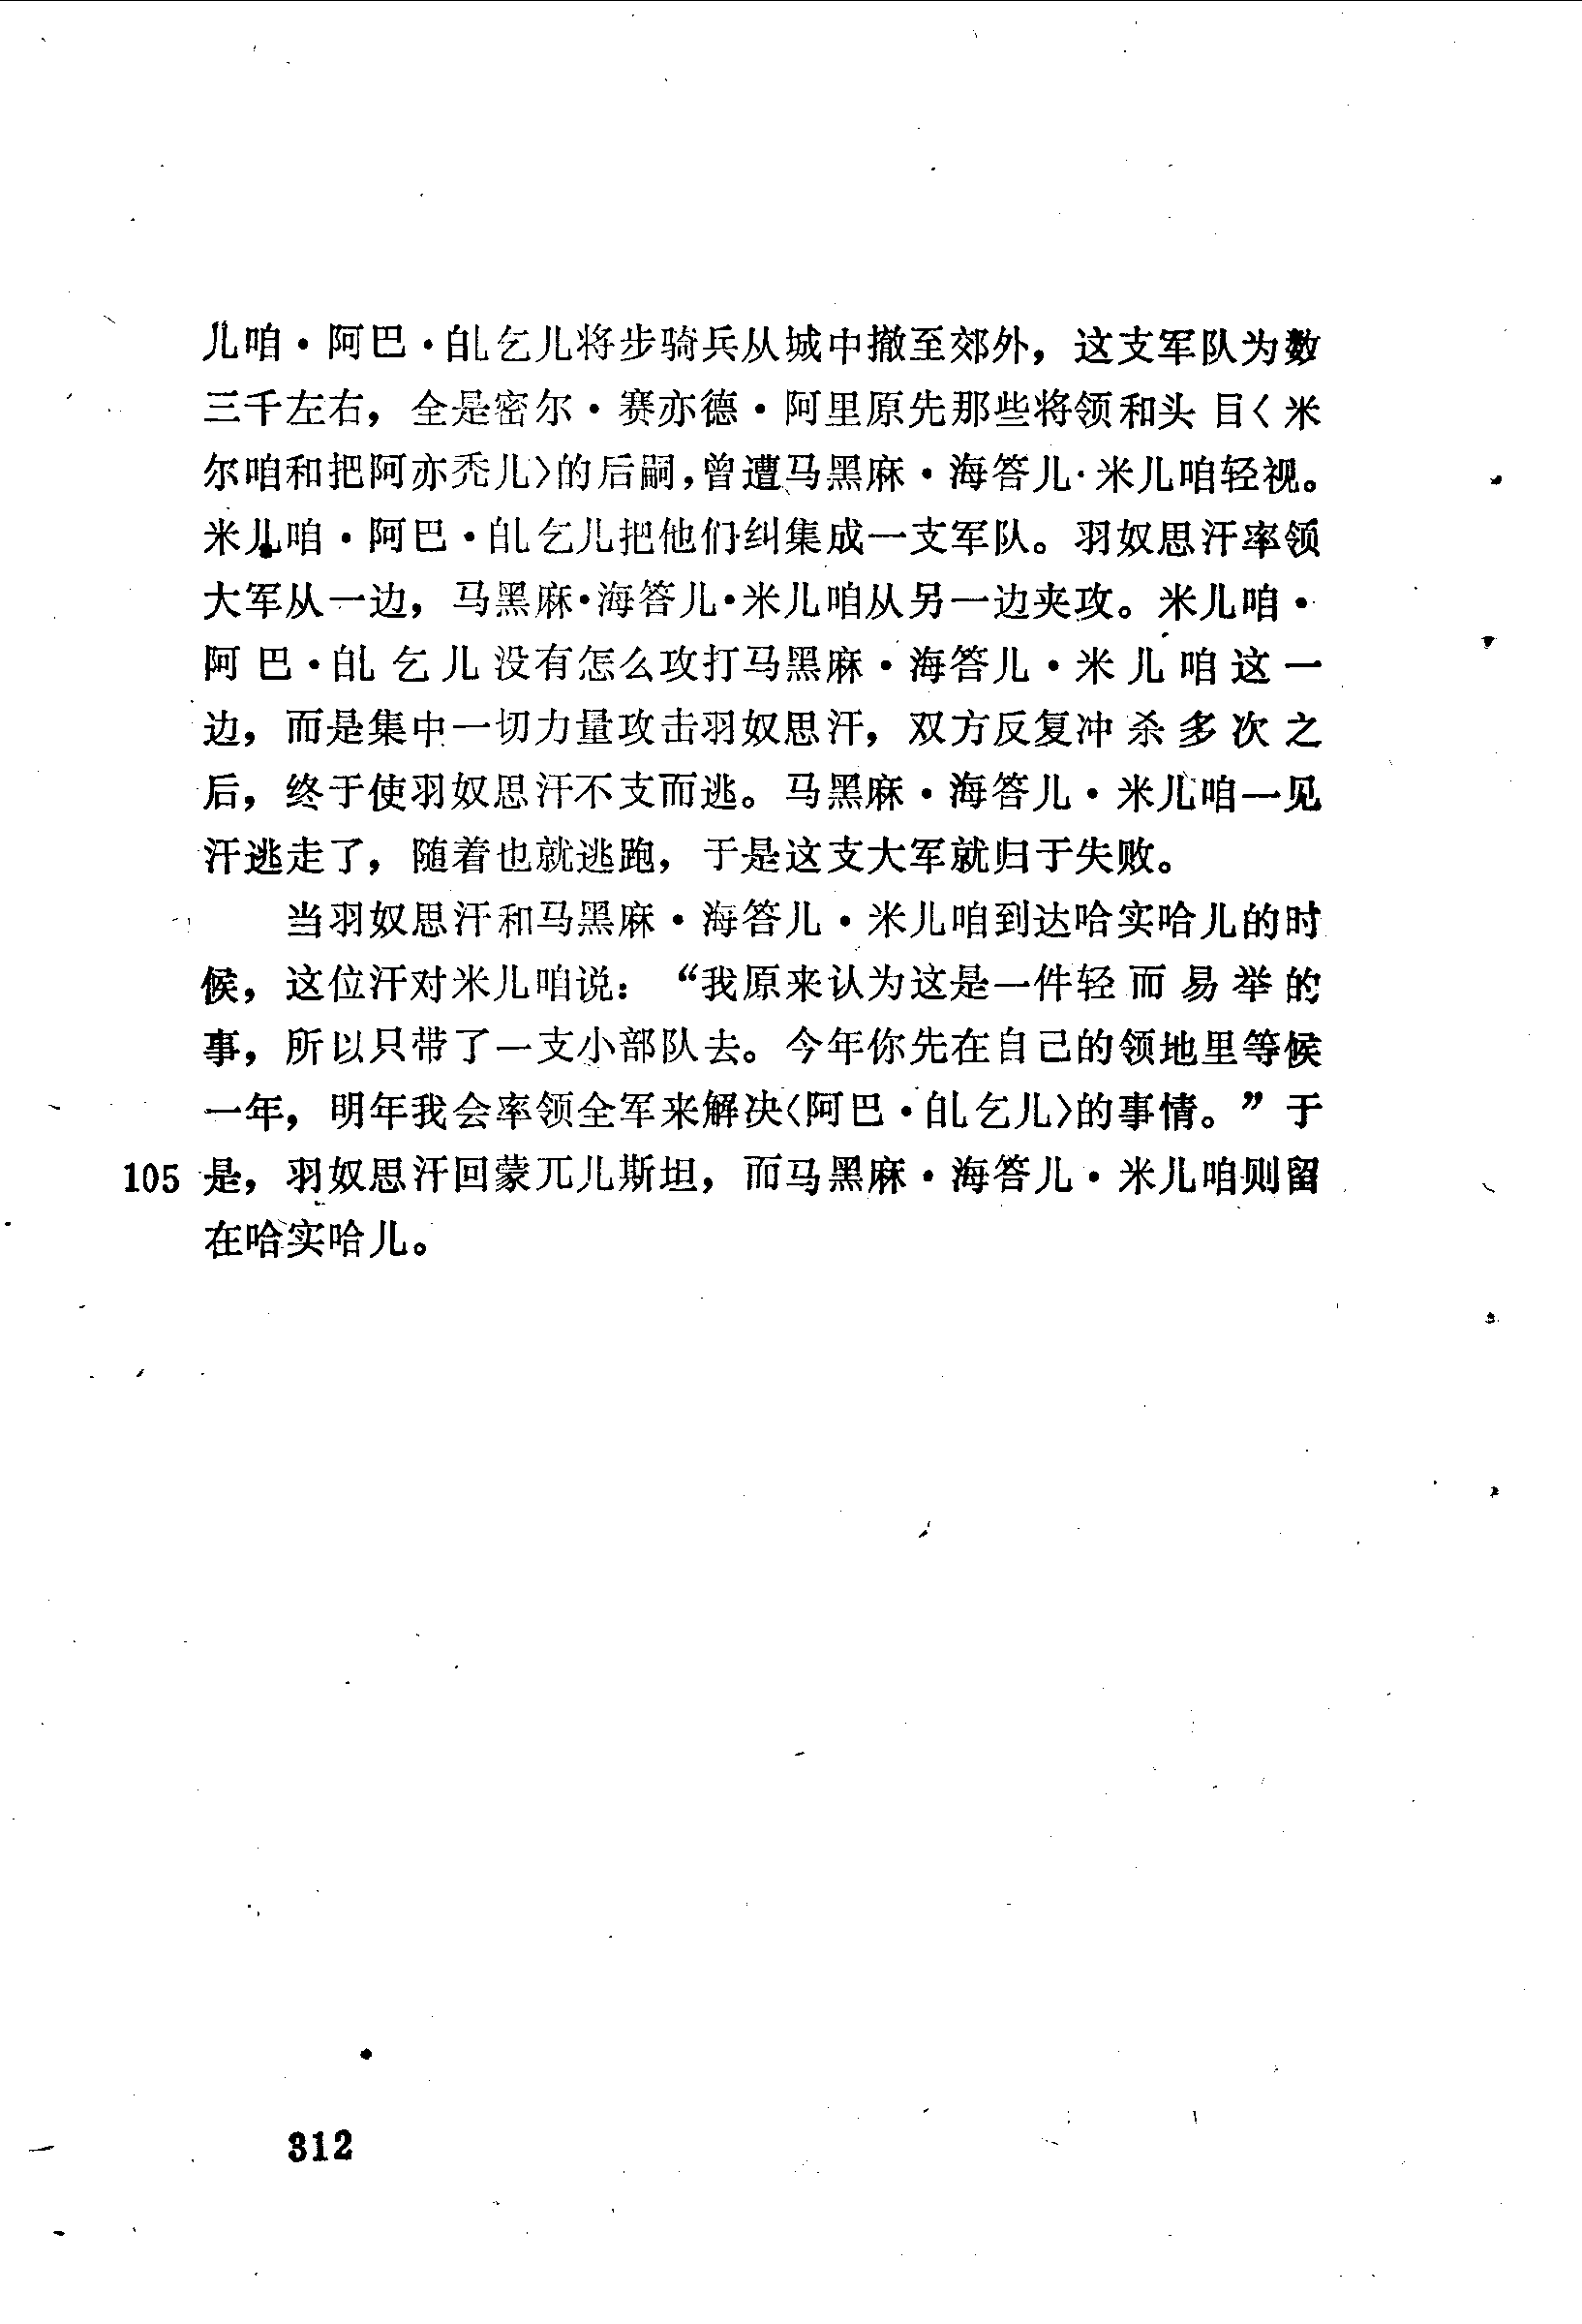 儿咱·阿巴·癿乞儿将步骑兵从城中撤至郊外，这支军队为数
三千左右，全是密尔·赛亦德·阿里原先那些将领和头目〈米
尔咱和把阿亦秃儿〉的后嗣，曾遭马黑麻·海答儿·米儿咱轻视。
米儿咱·阿巴·癿乞儿把他们纠集成一支军队。羽奴思汗率领
大军从一边，马黑麻·海答儿·米儿咱从另一边夹攻。米儿咱·
阿巴·癿乞儿没有怎么攻打马黑麻·海答儿·米儿咱这一
边，而是集中一切力量攻击羽奴思汗，双方反复冲杀多次之
后，终于使羽奴思汗不支而逃。马黑麻·海答儿·米儿咱一见
汗逃走了，随着也就逃跑，于是这支大军就归于失败。
当羽奴思汗和马黑麻·海答儿·米儿咱到达哈实哈儿的时
候，这位汗对米儿咱说：“我原来认为这是一件轻而易举的
事，所以只带了一支小部队去。今年你先在自己的领地里等候
一年，明年我会率领全军来解决〈阿巴·癿乞儿〉的事情。”于
105 是，羽奴思汗回蒙兀儿斯坦，而马黑麻·海答儿·米儿咱则留
在哈实哈儿。
312